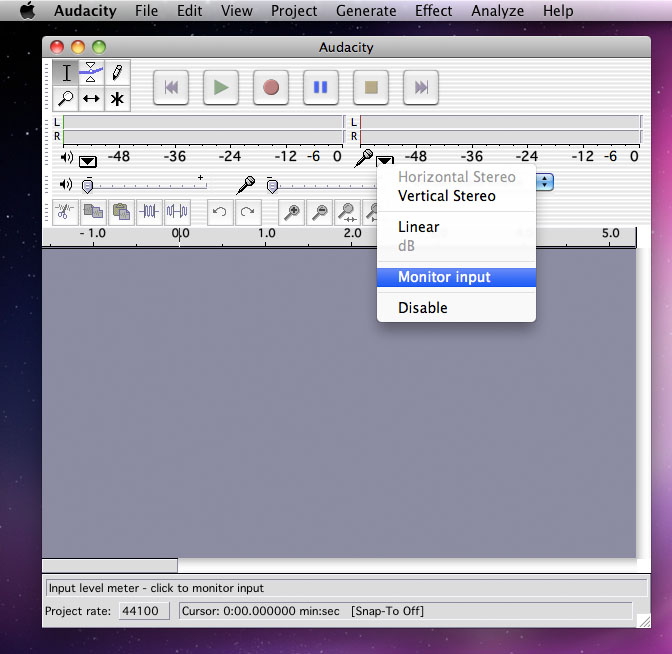 Audacity File Edit View Project Generate Effect Analyze Help
Audacity
L L
R R
-48 -36 -24 -12 -6 0 -48 -36 -24 -12 -6 0
- +
-
Horizontal Stereo
Vertical Stereo
Linear
dB
Monitor input
Disable
- 1.0 0.0 1.0 2.0 5.0
Input level meter - click to monitor input
Project rate: 44100 Cursor: 0:00.000000 min:sec [Snap-To Off]